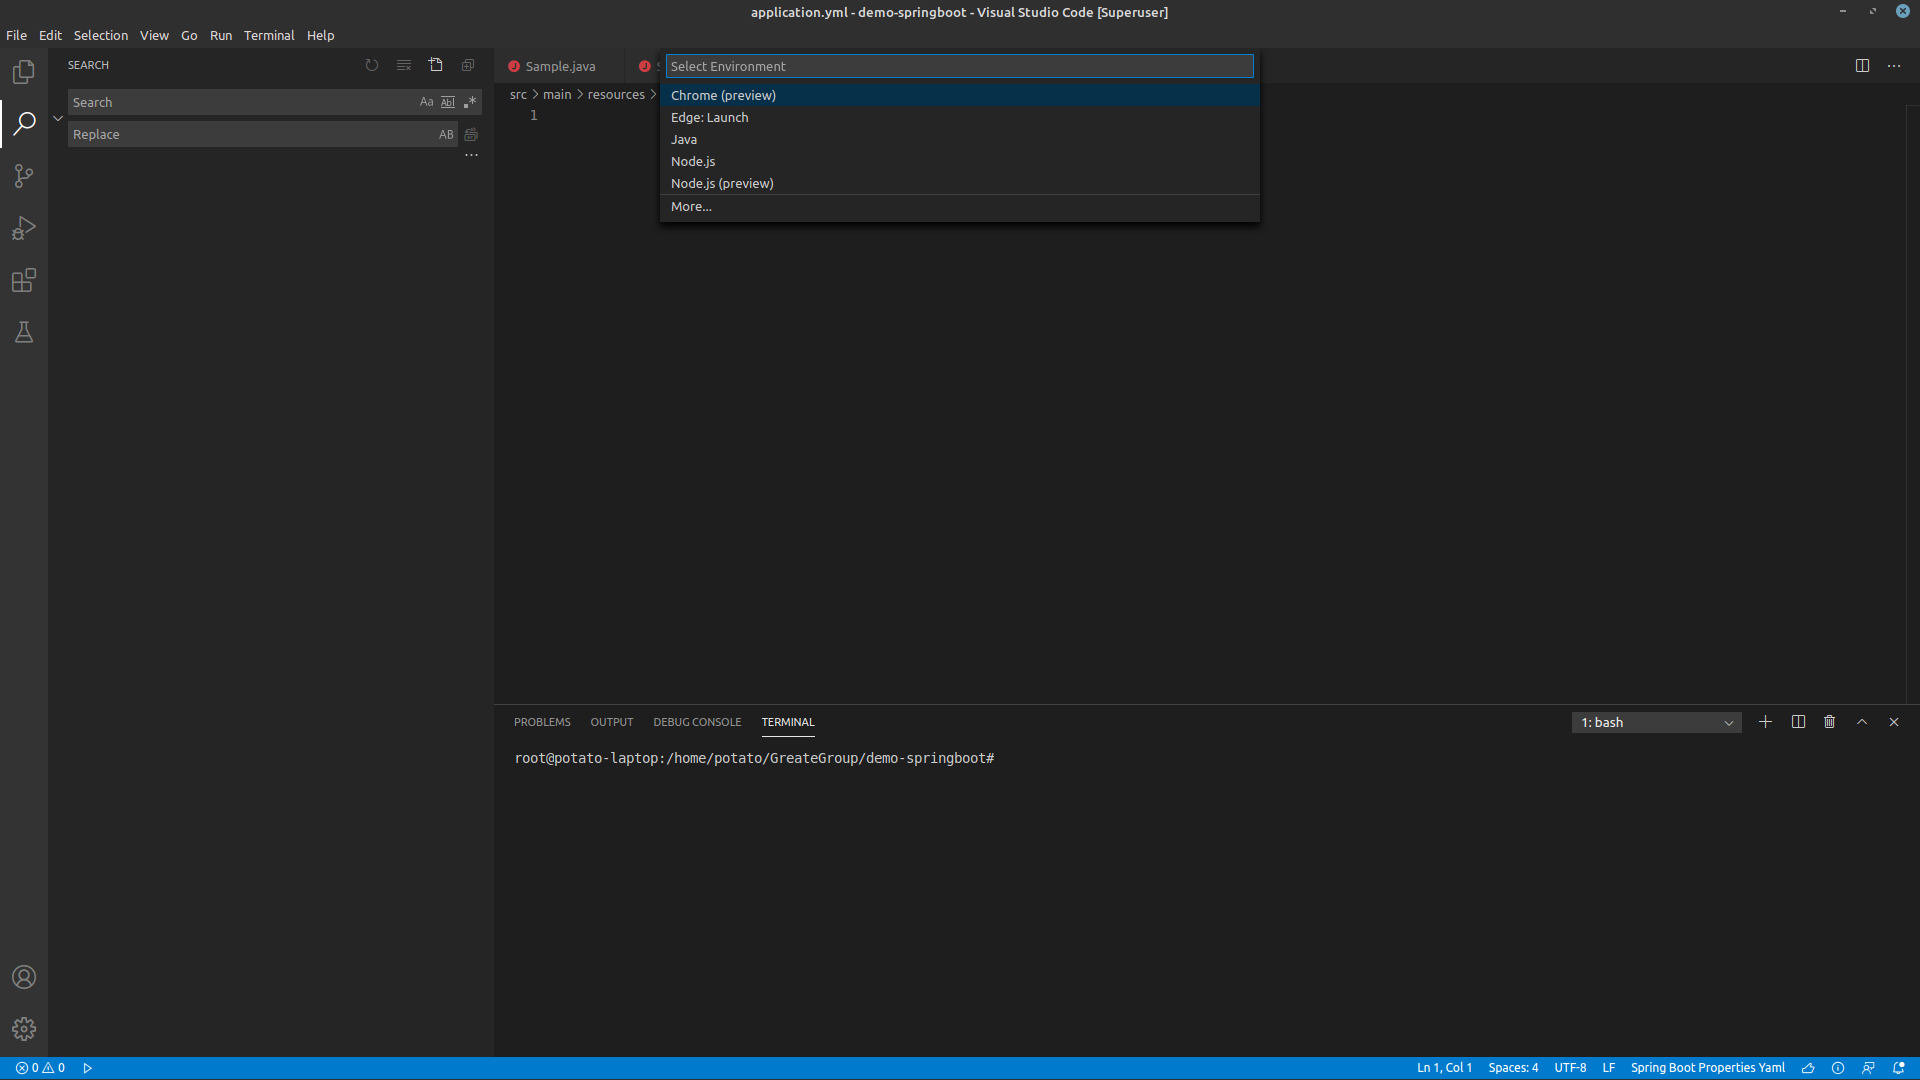 application.yml - demo-springboot - Visual Studio Code [Superuser]
File Edit Selection View Go Run Terminal Help
SEARCH
Search Aa Abl .*
Replace AB
Sample.java
src > main > resources >
1
Select Environment
Chrome (preview)
Edge: Launch
Java
Node.js
Node.js (preview)
More...
PROBLEMS OUTPUT DEBUG CONSOLE TERMINAL
1: bash
root@potato-laptop:/home/potato/GreateGroup/demo-springboot#
0 0 Ln 1, Col 1 Spaces: 4 UTF-8 LF Spring Boot Properties Yaml